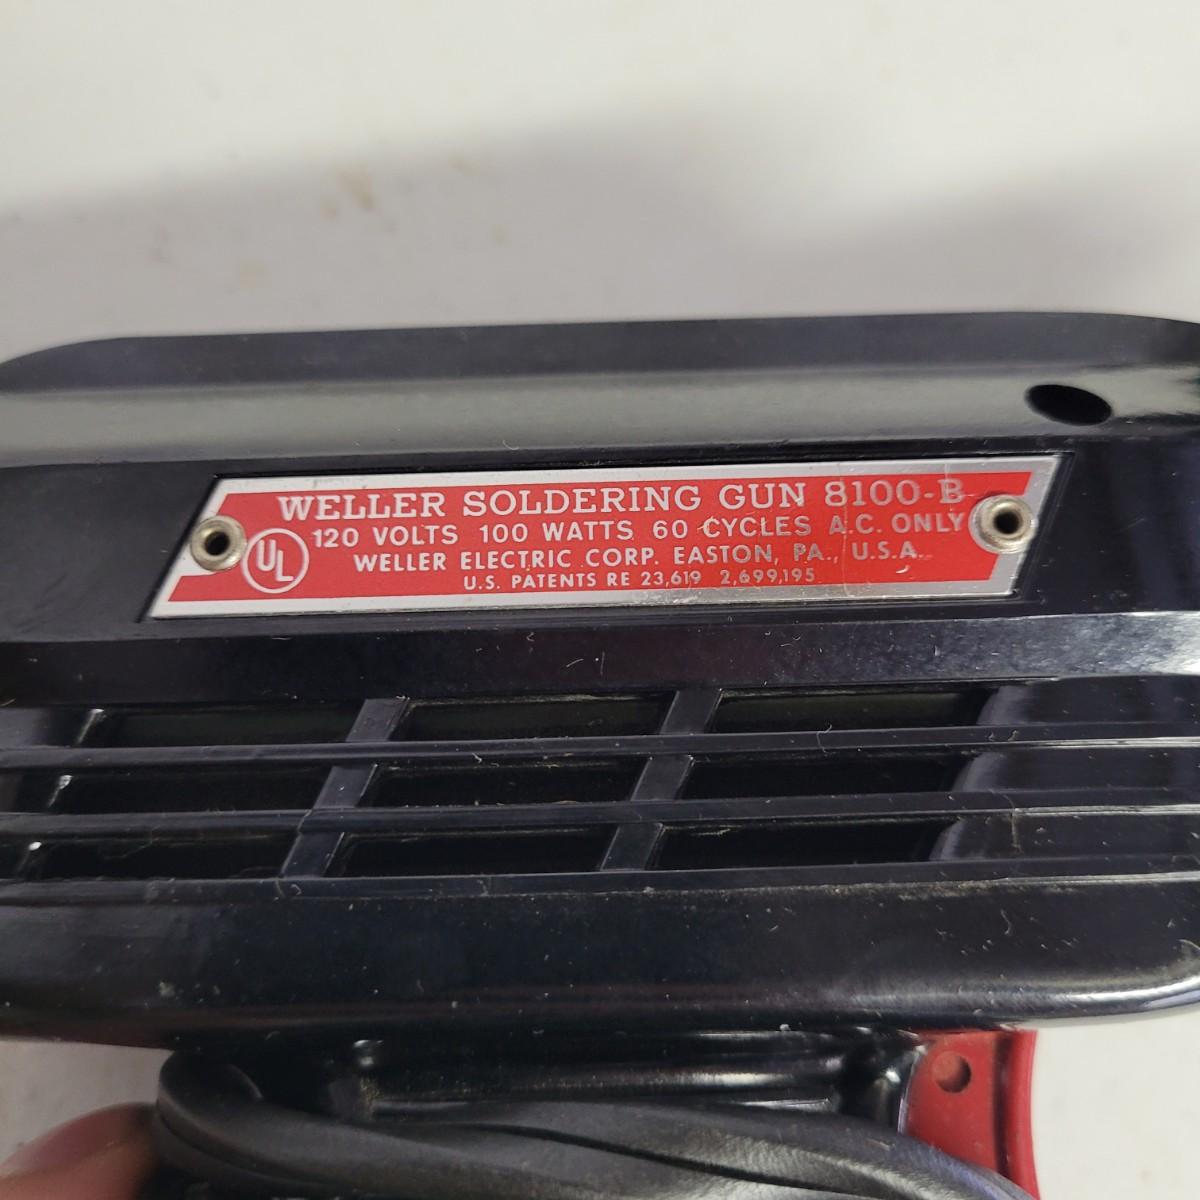 WELLER SOLDERING GUN 8100-B
120 VOLTS 100 WATTS 60 CYCLES A.C. ONLY
UL WELLER ELECTRIC CORP. EASTON, PA., U.S.A.
U.S. PATENTS RE 23,619 2,699,195